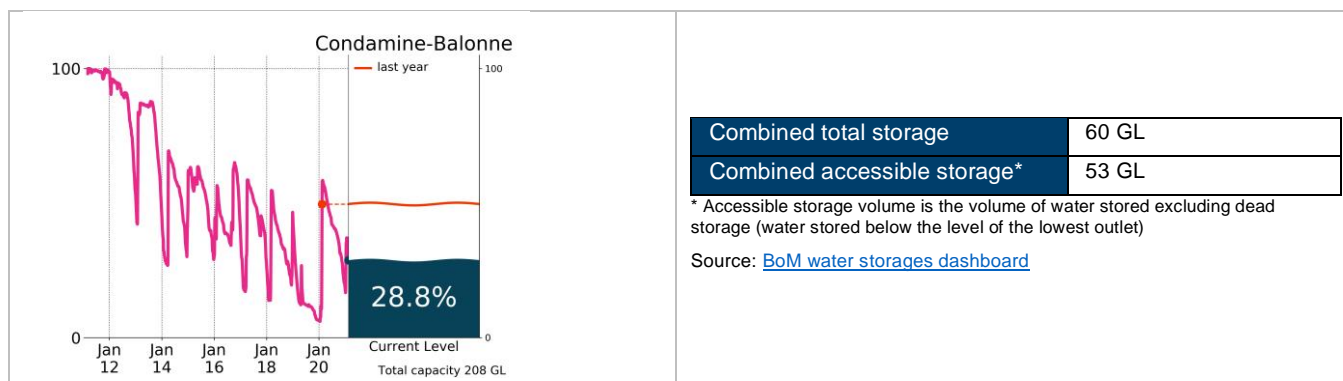 Condamine-Balonne
last year
100
100
0
0
Jan 12
Jan 14
Jan 16
Jan 18
Jan 20
28.8%
Current Level
Total capacity 208 GL
Combined total storage 60 GL
Combined accessible storage* 53 GL
* Accessible storage volume is the volume of water stored excluding dead
storage (water stored below the level of the lowest outlet)
Source: BoM water storages dashboard